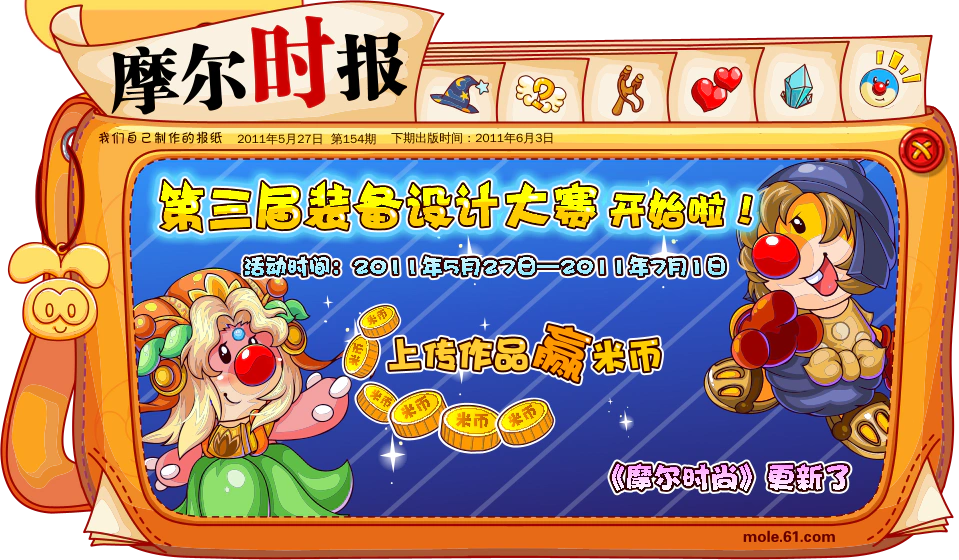 摩尔时报
我们自己制作的报纸 2011年5月27日 第154期 下期出版时间：2011年6月3日
第三届装备设计大赛 开始啦！
活动时间：2011年5月27日—2011年7月1日
米币
米币
上传作品赢米币
米币
米币
米币
米币
《摩尔时尚》更新了
mole.61.com